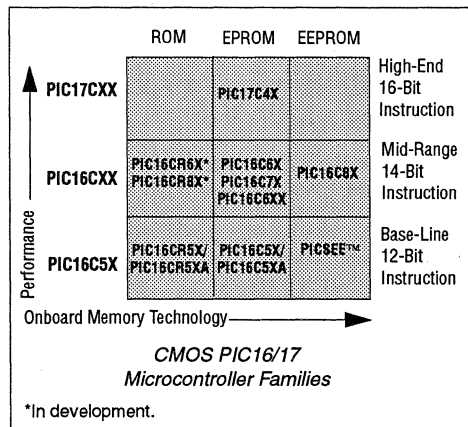 ROM EPROM EEPROM
PIC17CXX
PIC17C4X
High-End
16-Bit
Instruction
PIC16CXX
PIC16CR6X*
PIC16CR8X*
PIC16C6X
PIC16C7X
PIC16C6XX
PIC16C8X
Mid-Range
14-Bit
Instruction
PIC16C5X
PIC16CR5X/
PIC16CR5XA
PIC16C5X/
PIC16C5XA
PICSEE™
Base-Line
12-Bit
Instruction
Performance
Onboard Memory Technology
CMOS PIC16/17
Microcontroller Families
*In development.